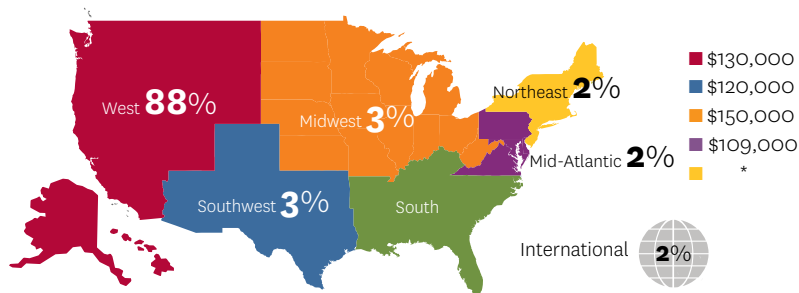 West 88%
Midwest 3%
Northeast 2%
Mid-Atlantic 2%
Southwest 3%
South
International 2%
$130,000
$120,000
$150,000
$109,000
*